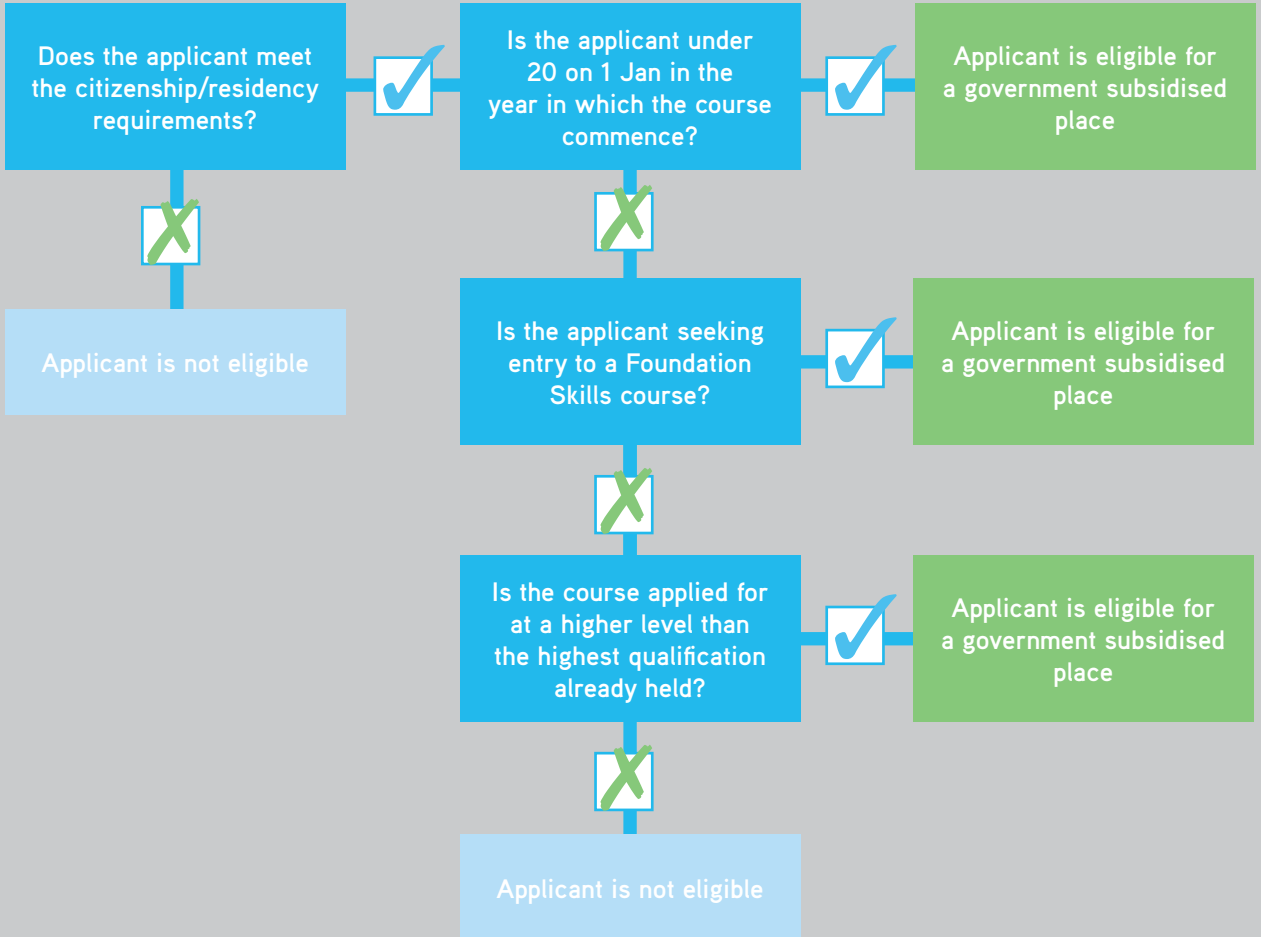 Does the applicant meet
the citizenship/residency
requirements?
Is the applicant under
20 on 1 Jan in the
year in which the course
commence?
Applicant is eligible for
a government subsidised
place
Applicant is not eligible
Is the applicant seeking
entry to a Foundation
Skills course?
Applicant is eligible for
a government subsidised
place
Is the course applied for
at a higher level than
the highest qualification
already held?
Applicant is eligible for
a government subsidised
place
Applicant is not eligible